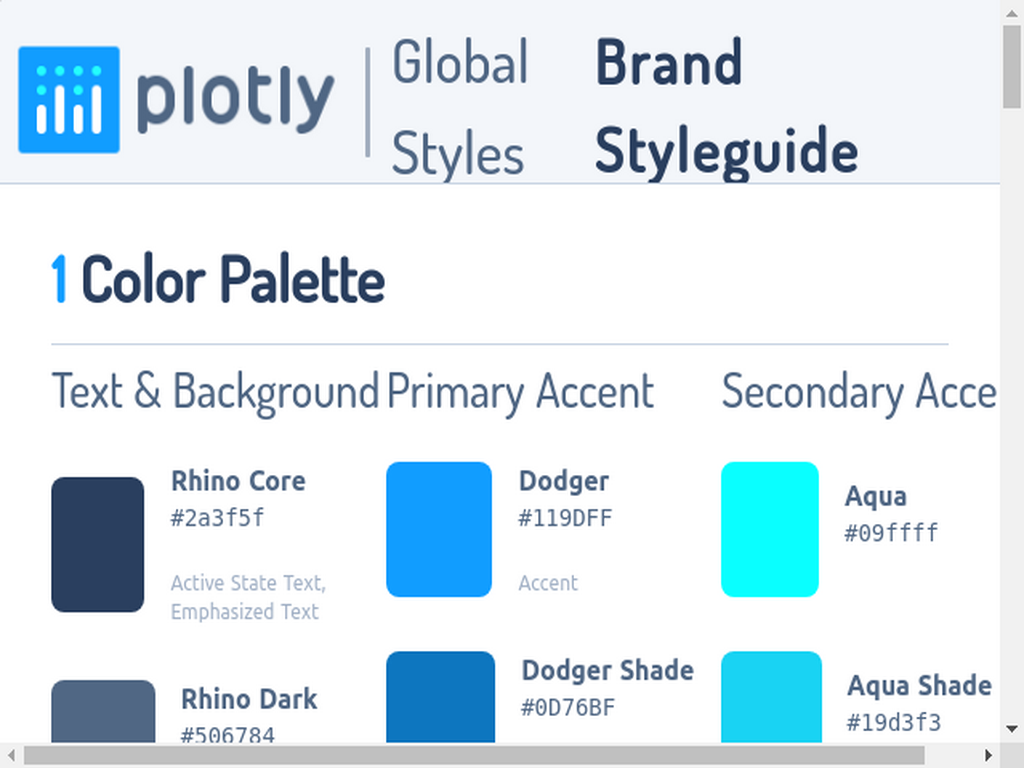 plotly
Global
Styles
Brand
Styleguide
1 Color Palette
Text & Background
Primary Accent
Secondary Acce
Rhino Core
#2a3f5f
Active State Text,
Emphasized Text
Dodger
#119DFF
Accent
Aqua
#09ffff
Rhino Dark
#506784
Dodger Shade
#0D76BF
Aqua Shade
#19d3f3